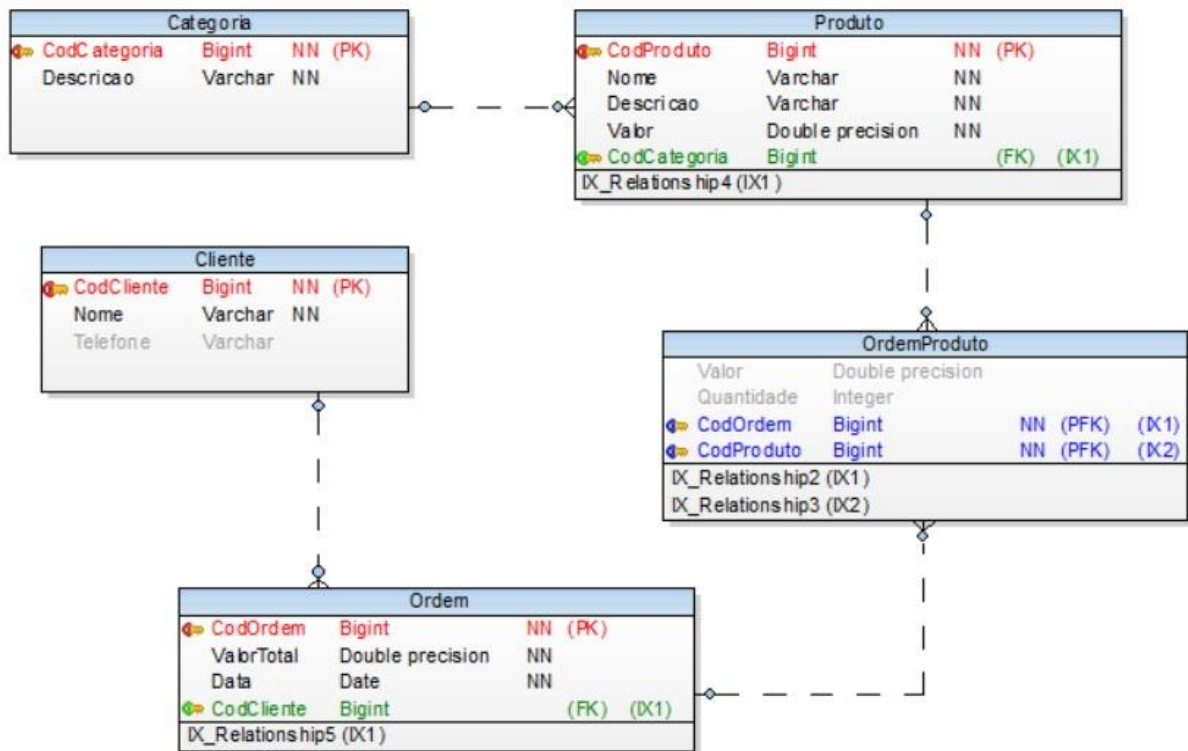 Categoria
CodCategoria Bigint NN (PK)
Descricao Varchar NN
Produto
CodProduto Bigint NN (PK)
Nome Varchar NN
Descricao Varchar NN
Valor Double precision NN
CodCategoria Bigint (FK) (IX1)
IX_Relationship4 (IX1)
Cliente
CodCliente Bigint NN (PK)
Nome Varchar NN
Telefone Varchar
OrdemProduto
Valor Double precision
Quantidade Integer
CodOrdem Bigint NN (PFK) (IX1)
CodProduto Bigint NN (PFK) (IX2)
IX_Relationship2 (IX1)
IX_Relationship3 (IX2)
Ordem
CodOrdem Bigint NN (PK)
ValorTotal Double precision NN
Data Date NN
CodCliente Bigint (FK) (IX1)
IX_Relationship5 (IX1)